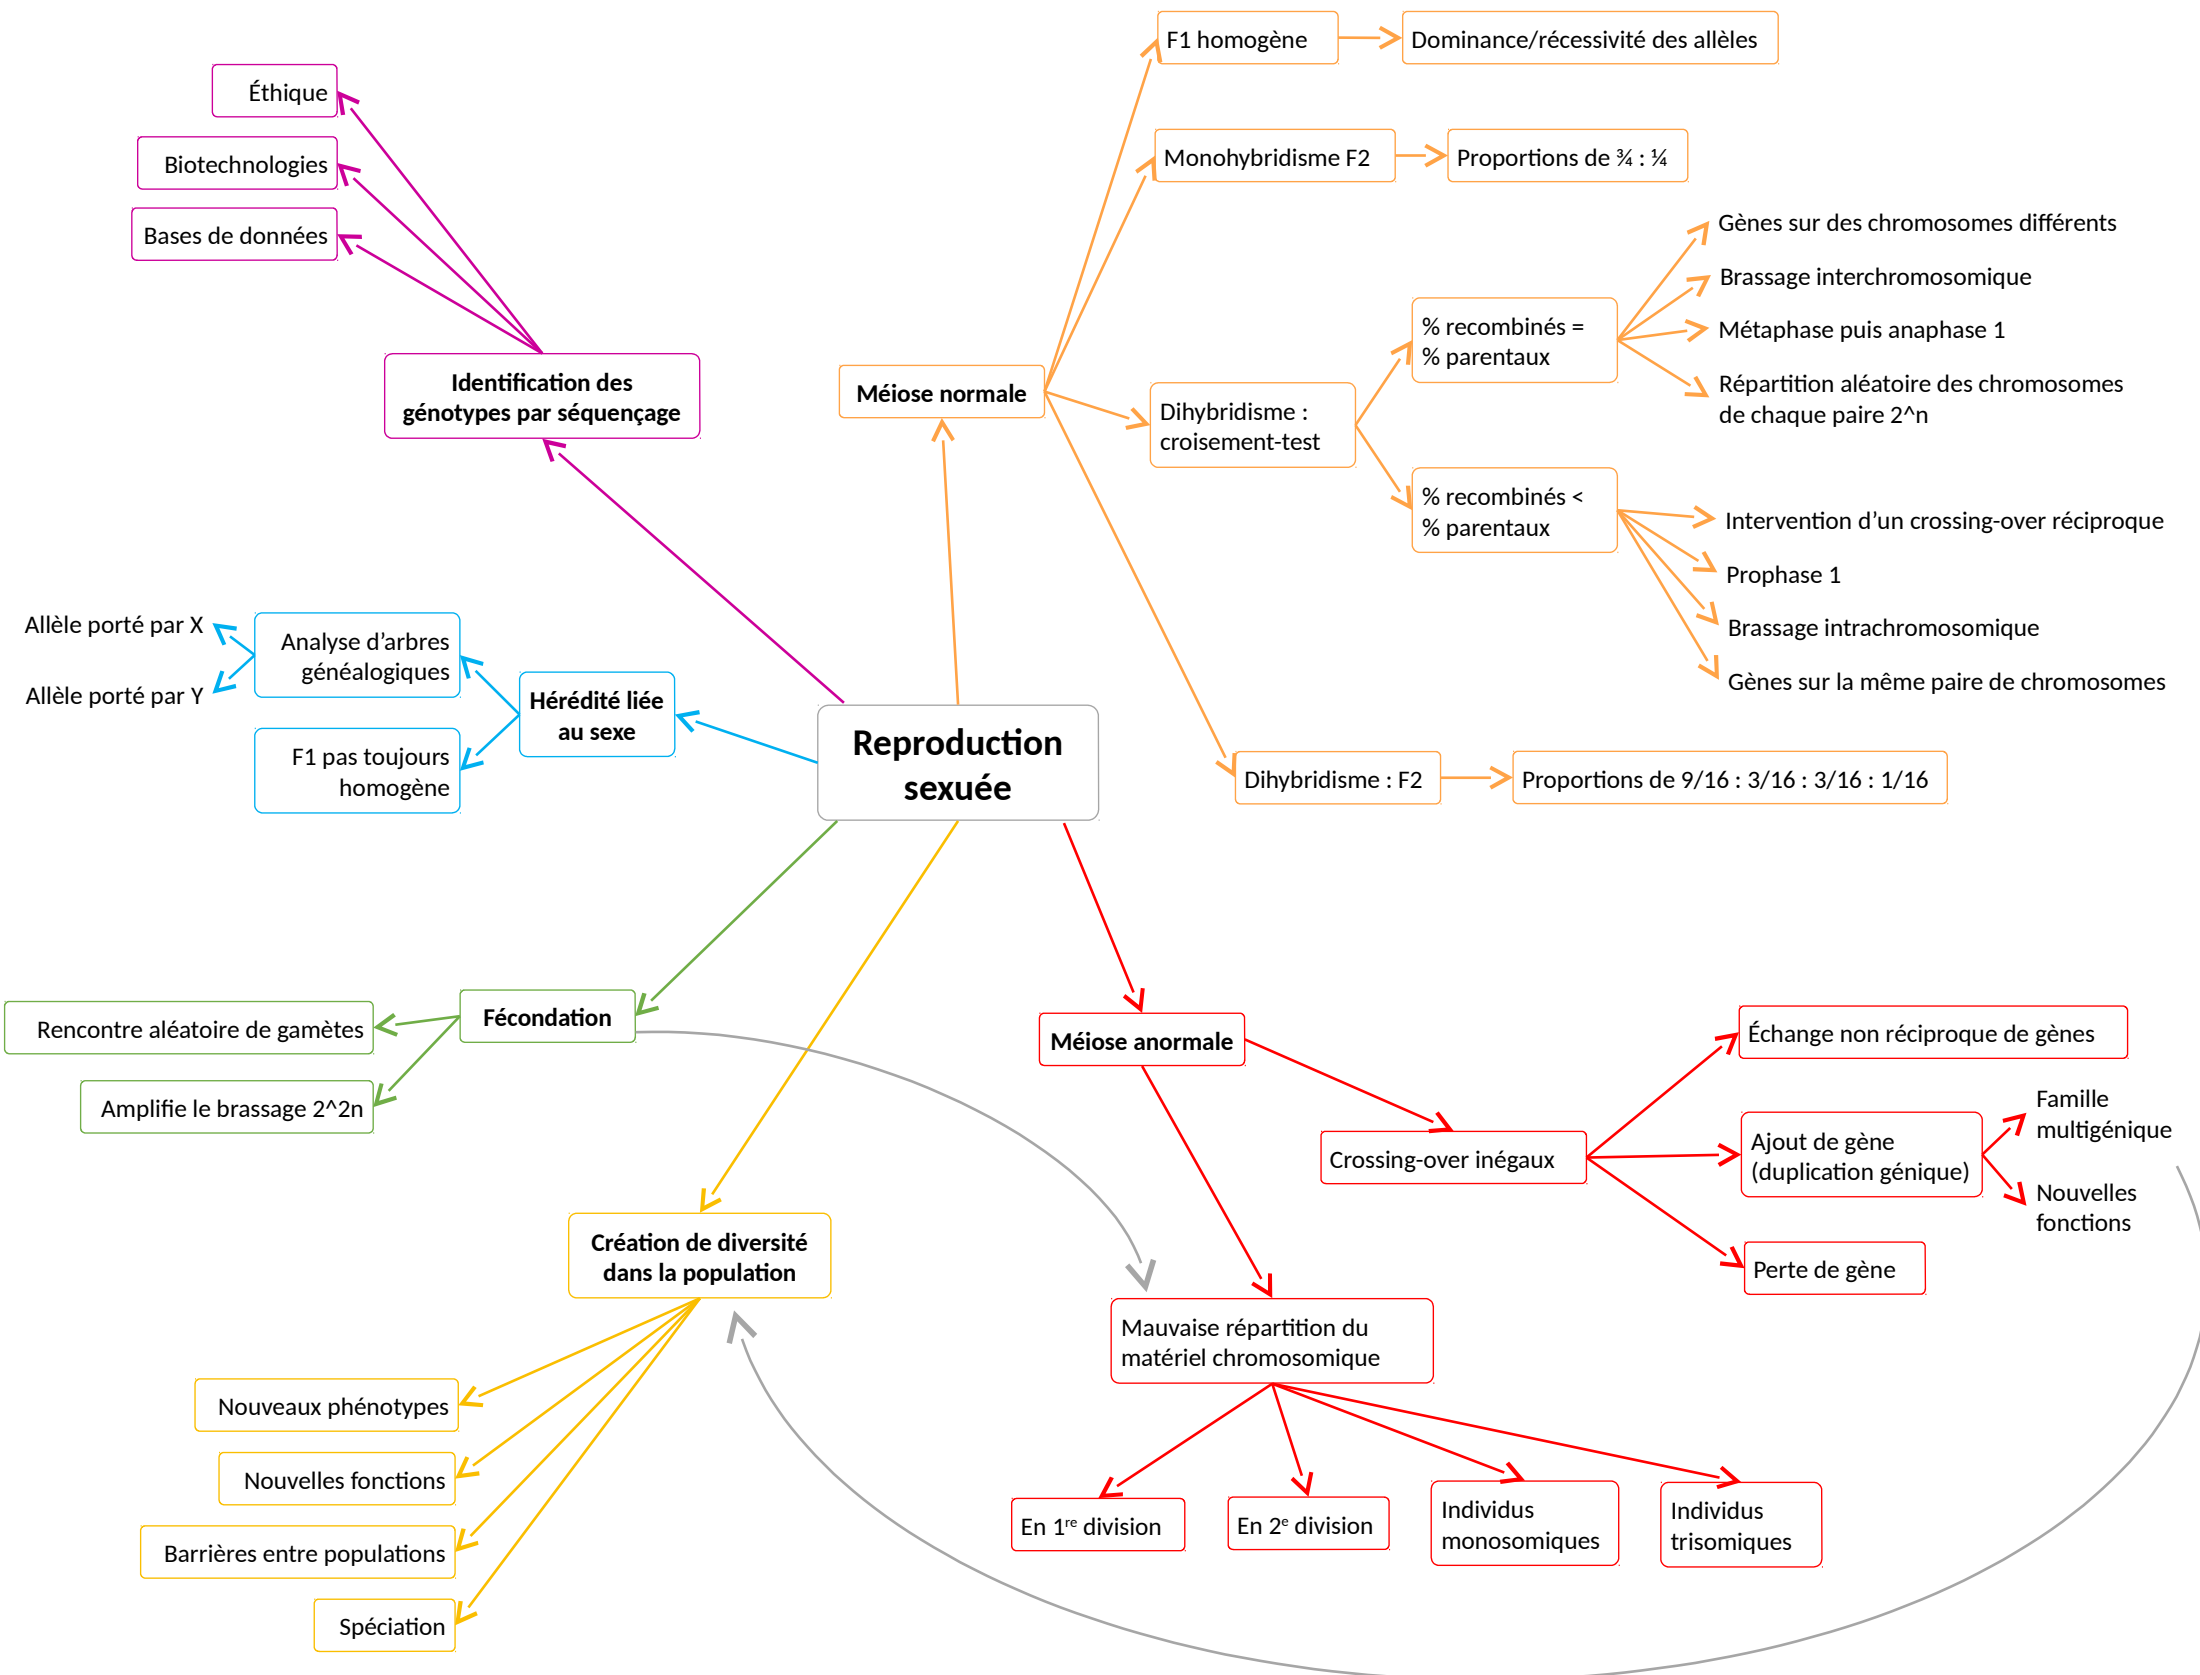 F1 homogène
Dominance/récessivité des allèles
Éthique
Biotechnologies
Bases de données
Identification des
génotypes par séquençage
Monohybridisme F2
Proportions de ¾ : ¼
Méiose normale
Dihybridisme :
croisement-test
% recombinés =
% parentaux
Gènes sur des chromosomes différents
Brassage interchromosomique
Métaphase puis anaphase 1
Répartition aléatoire des chromosomes
de chaque paire 2^n
% recombinés <
% parentaux
Intervention d’un crossing-over réciproque
Prophase 1
Brassage intrachromosomique
Gènes sur la même paire de chromosomes
Dihybridisme : F2
Proportions de 9/16 : 3/16 : 3/16 : 1/16
Allèle porté par X
Allèle porté par Y
Analyse d’arbres
généalogiques
F1 pas toujours
homogène
Hérédité liée
au sexe
Reproduction
sexuée
Fécondation
Rencontre aléatoire de gamètes
Amplifie le brassage 2^2n
Création de diversité
dans la population
Nouveaux phénotypes
Nouvelles fonctions
Barrières entre populations
Spéciation
Méiose anormale
Crossing-over inégaux
Échange non réciproque de gènes
Ajout de gène
(duplication génique)
Famille
multigénique
Nouvelles
fonctions
Perte de gène
Mauvaise répartition du
matériel chromosomique
En 1re division
En 2e division
Individus
monosomiques
Individus
trisomiques